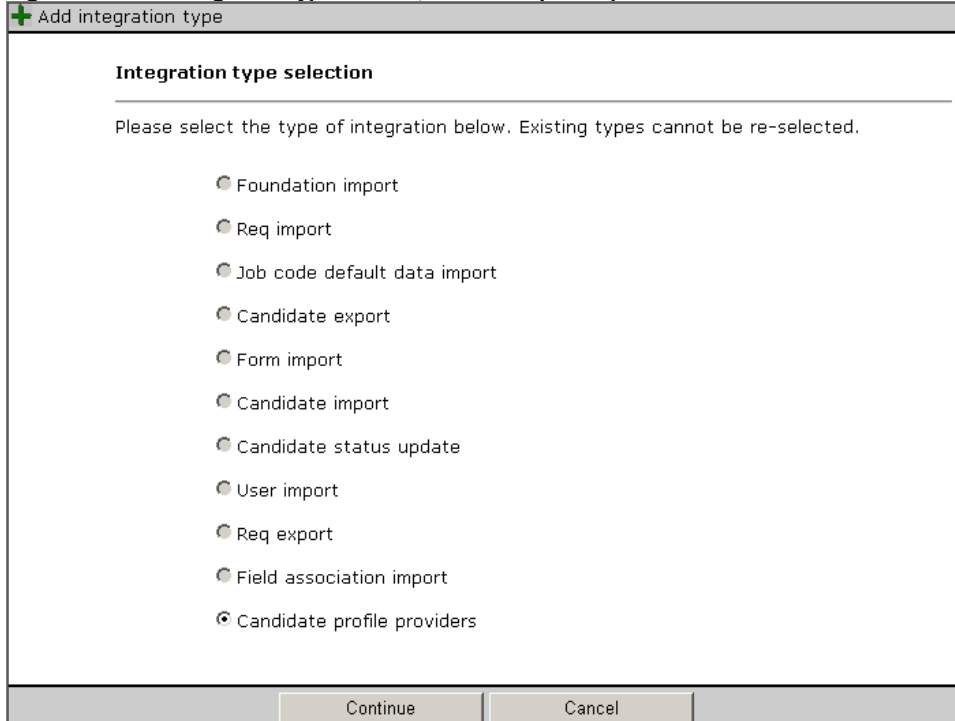 Add integration type
Integration type selection
Please select the type of integration below. Existing types cannot be re-selected.
Foundation import
Req import
Job code default data import
Candidate export
Form import
Candidate import
Candidate status update
User import
Req export
Field association import
Candidate profile providers
Continue Cancel